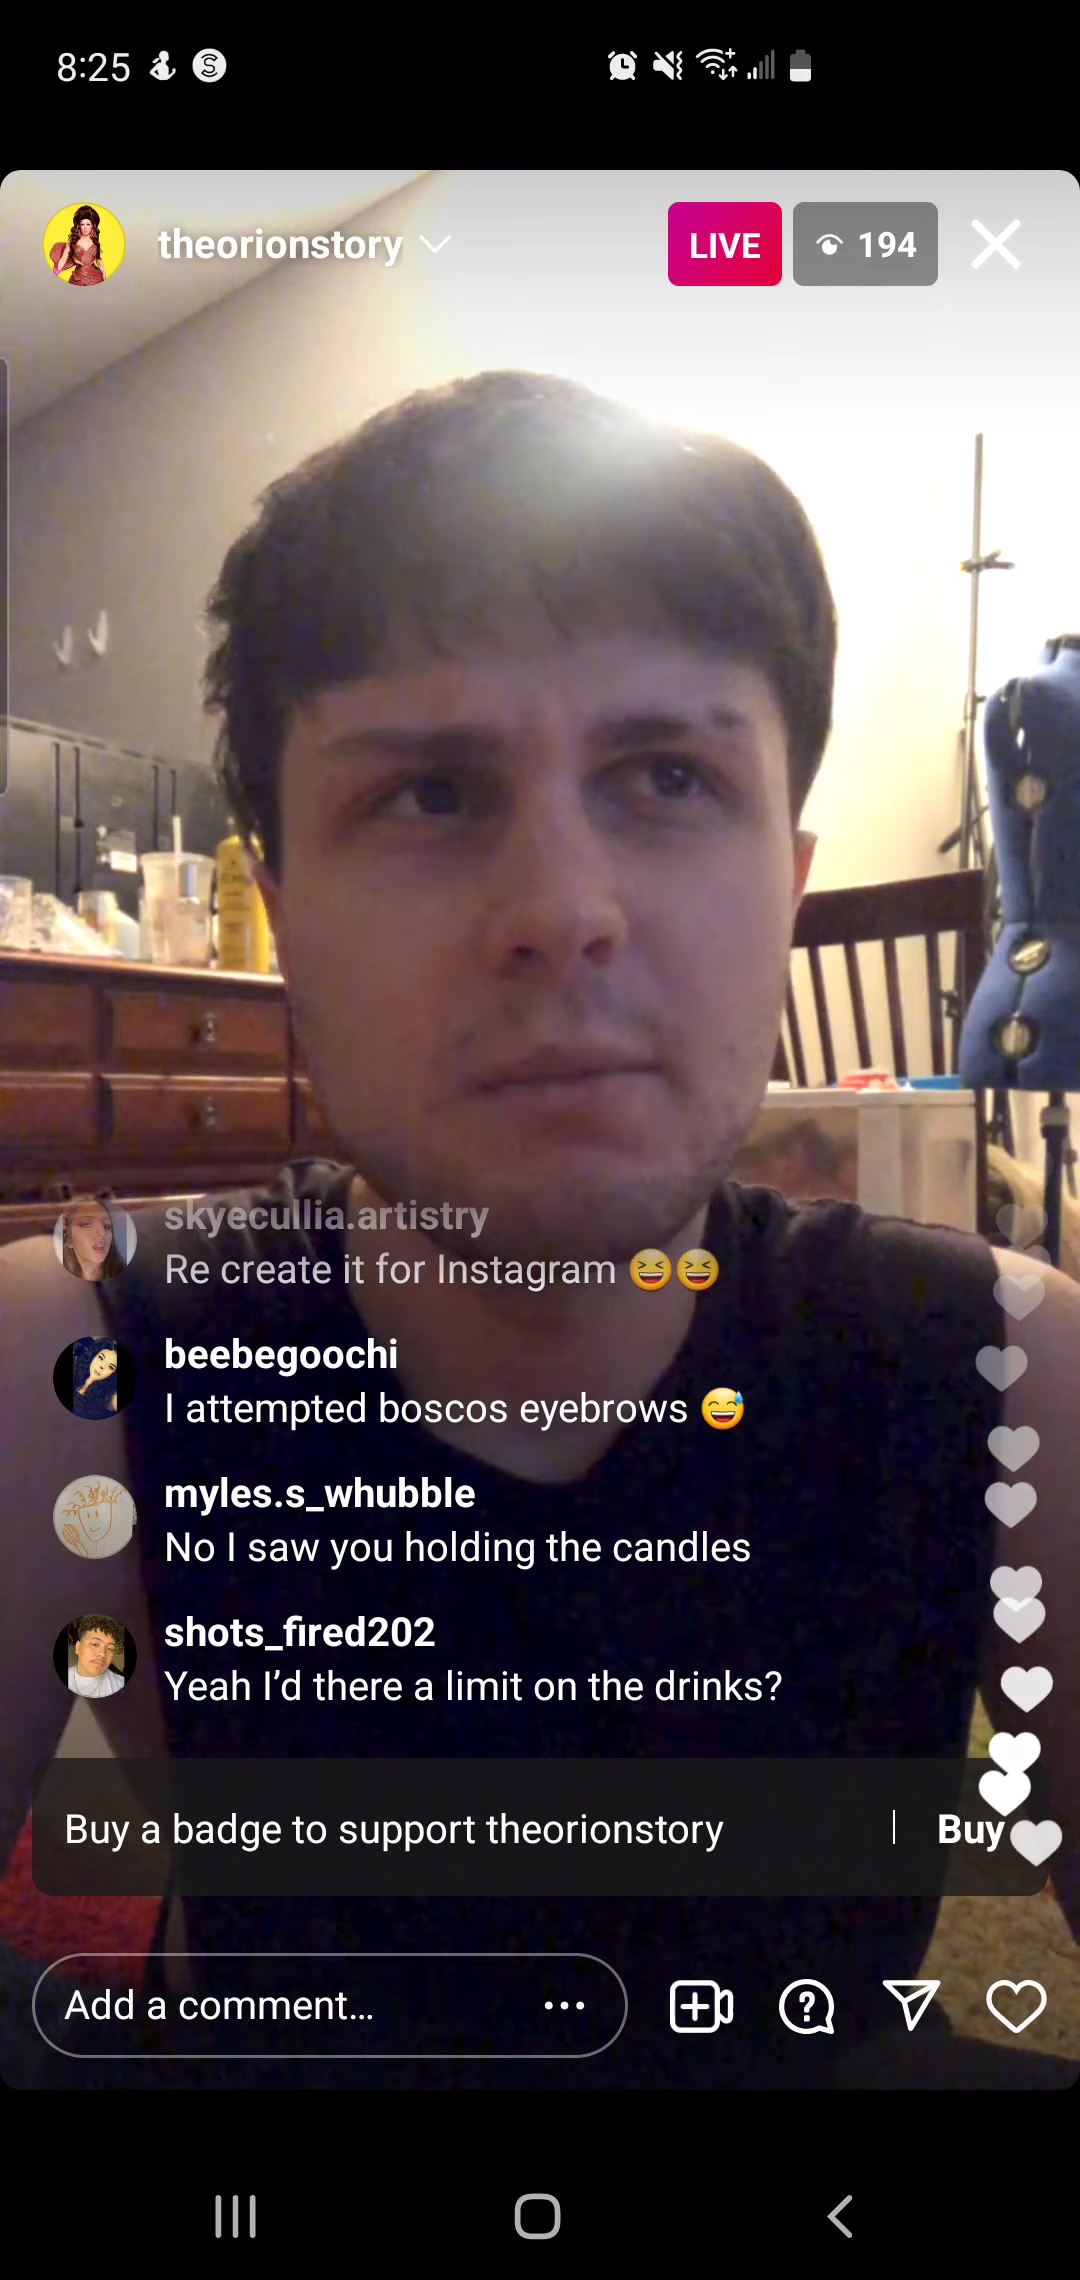 8:25
theorionstory
LIVE
194
skyecullia.artistry
Re create it for Instagram 😆😆
beebegoochi
I attempted boscos eyebrows 😅
myles.s_whubble
No I saw you holding the candles
shots_fired202
Yeah I’d there a limit on the drinks?
Buy a badge to support theorionstory | Buy
Add a comment...